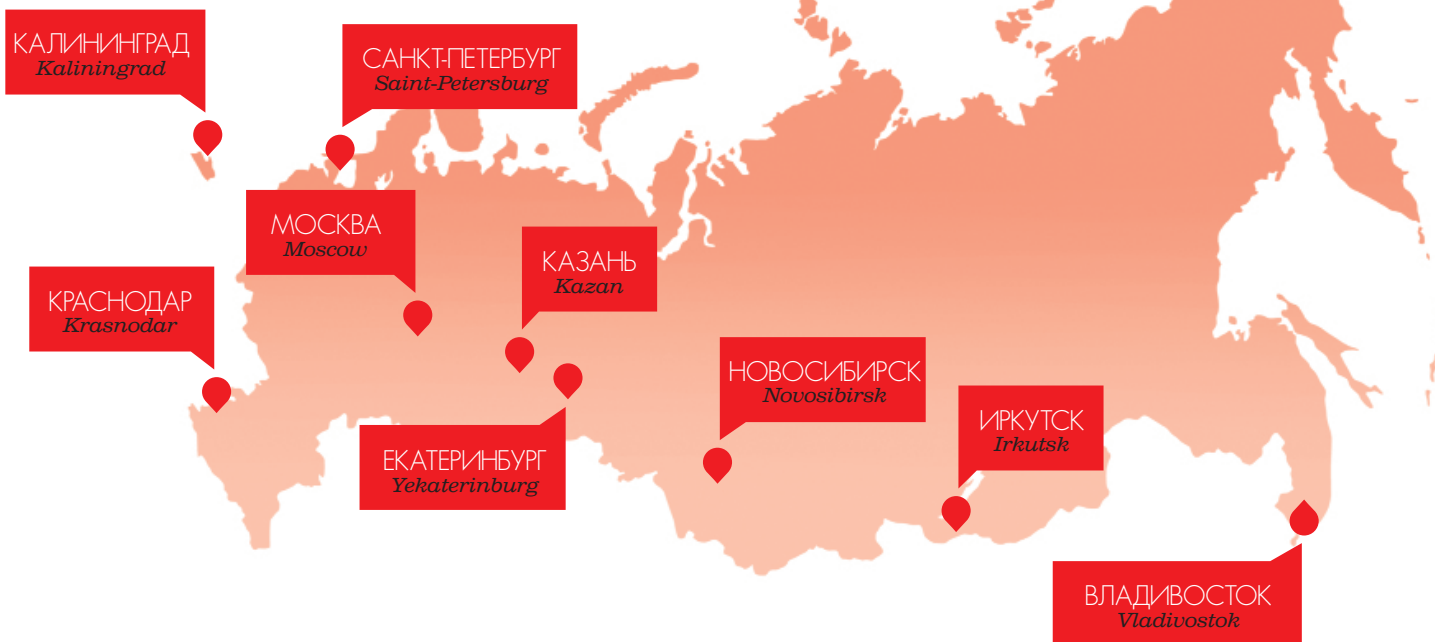 КАЛИНИНГРАД
Kaliningrad
САНКТ-ПЕТЕРБУРГ
Saint-Petersburg
МОСКВА
Moscow
КАЗАНЬ
Kazan
КРАСНОДАР
Krasnodar
НОВОСИБИРСК
Novosibirsk
ИРКУТСК
Irkutsk
ЕКАТЕРИНБУРГ
Yekaterinburg
ВЛАДИВОСТОК
Vladivostok